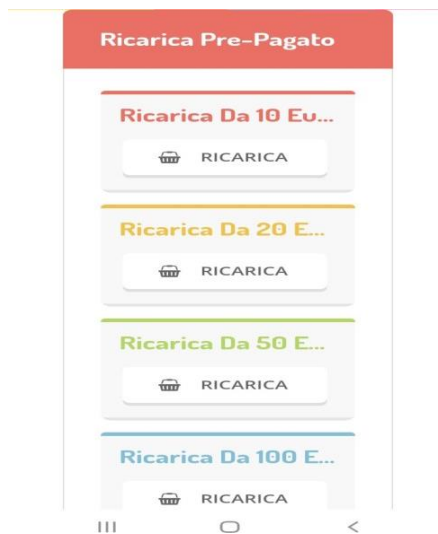 Ricarica Pre-Pagato
Ricarica Da 10 Eu...
RICARICA
Ricarica Da 20 E...
RICARICA
Ricarica Da 50 E...
RICARICA
Ricarica Da 100 E...
RICARICA